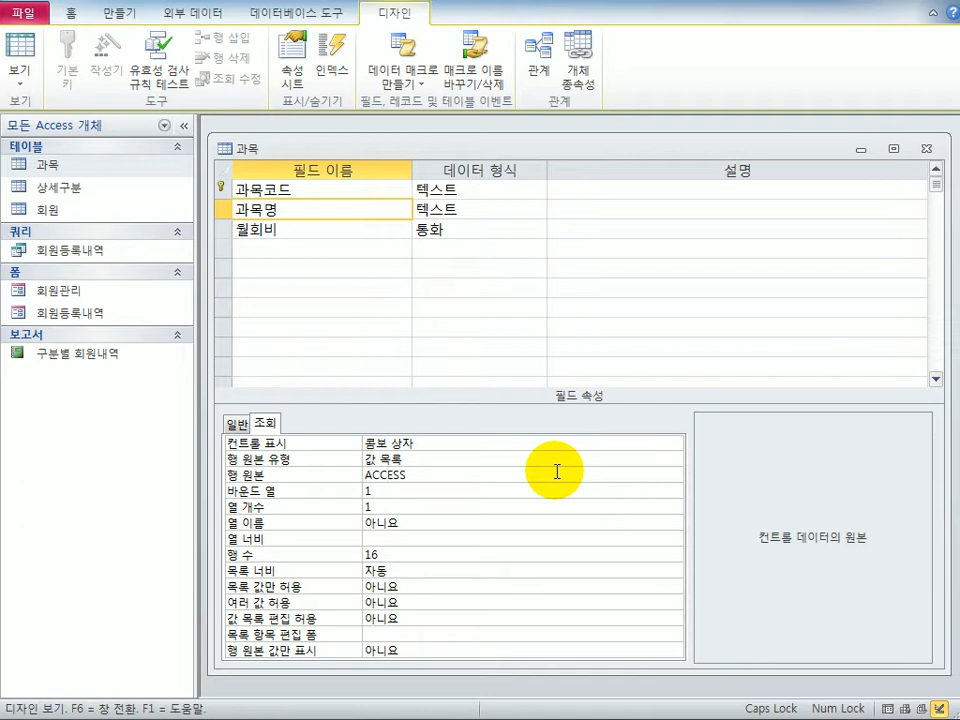 파일 홈 만들기 외부 데이터 데이터베이스 도구 디자인
보기
기본 키
작성기
유효성 검사 규칙 테스트
행 삽입
행 삭제
조회 수정
속성 시트
인덱스
데이터 매크로 만들기
매크로 이름 바꾸기/삭제
관계
개체 종속성
보기 도구 표시/숨기기 필드, 레코드 및 테이블 이벤트 관계
모든 Access 개체 «
테이블
과목
상세구분
회원
쿼리
회원등록내역
폼
회원관리
회원등록내역
보고서
구분별 회원내역
과목
필드 이름 데이터 형식 설명
과목코드 텍스트
과목명 텍스트
월회비 통화
필드 속성
일반 조회
컨트롤 표시 콤보 상자
행 원본 유형 값 목록
행 원본 ACCESS
바운드 열 1
열 개수 1
열 이름 아니요
열 너비
행 수 16
목록 너비 자동
목록 값만 허용 아니요
여러 값 허용 아니요
값 목록 편집 허용 아니요
목록 항목 편집 폼
행 원본 값만 표시 아니요
컨트롤 데이터의 원본
디자인 보기. F6 = 창 전환. F1 = 도움말. Caps Lock Num Lock